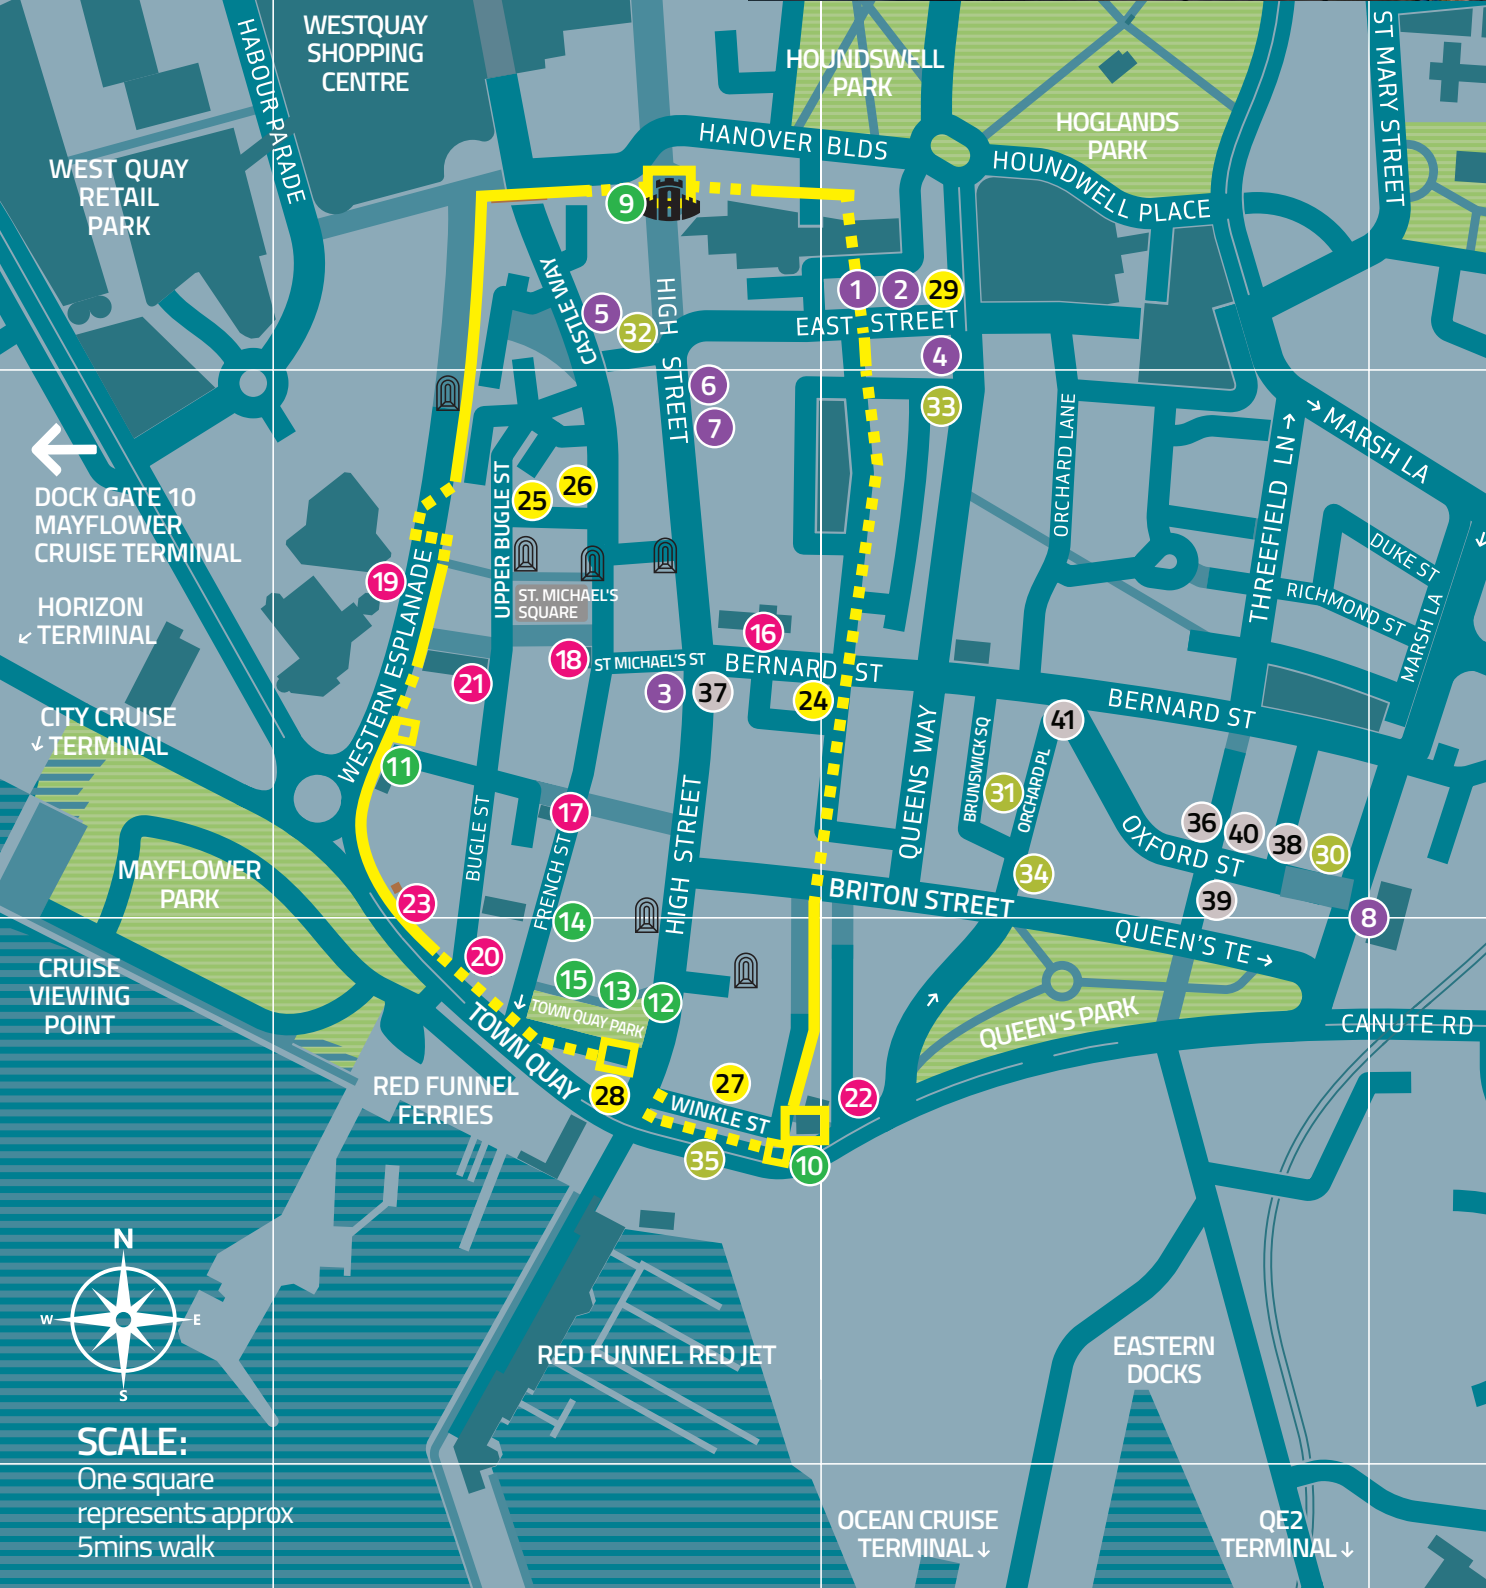 WESTQUAY
SHOPPING
CENTRE
HABOUR PARADE
WEST QUAY
RETAIL
PARK
HOUNDSWELL
PARK
HOGLANDS
PARK
ST MARY STREET
HANOVER BLDS
HOUNDWELL PLACE
9
CASTLE WAY
HIGH STREET
1
2
29
5
32
EAST STREET
4
6
33
7
ORCHARD LANE
THREEFIELD LN →
→ MARSH LA
←
DOCK GATE 10
MAYFLOWER
CRUISE TERMINAL
HORIZON
↙ TERMINAL
CITY CRUISE
↓ TERMINAL
UPPER BUGLE ST
25
26
DUKE ST
RICHMOND ST
MARSH LA
19
ST. MICHAEL'S
SQUARE
WESTERN ESPLANADE
16
18
ST MICHAEL'S ST
BERNARD ST
21
3
37
24
BERNARD ST
41
QUEENS WAY
BRUNSWICK SQ
ORCHARD PL
31
11
17
BUGLE ST
FRENCH ST
HIGH STREET
36
40
38
30
OXFORD ST
39
34
8
MAYFLOWER
PARK
BRITON STREET
23
14
QUEEN'S TE →
20
15
13
12
CRUISE
VIEWING
POINT
TOWN QUAY PARK
TOWN QUAY
QUEEN'S PARK
CANUTE RD
RED FUNNEL
FERRIES
28
27
22
WINKLE ST
35
10
N
W
E
S
RED FUNNEL RED JET
EASTERN
DOCKS
SCALE:
One square
represents approx
5mins walk
OCEAN CRUISE
TERMINAL ↓
QE2
TERMINAL ↓